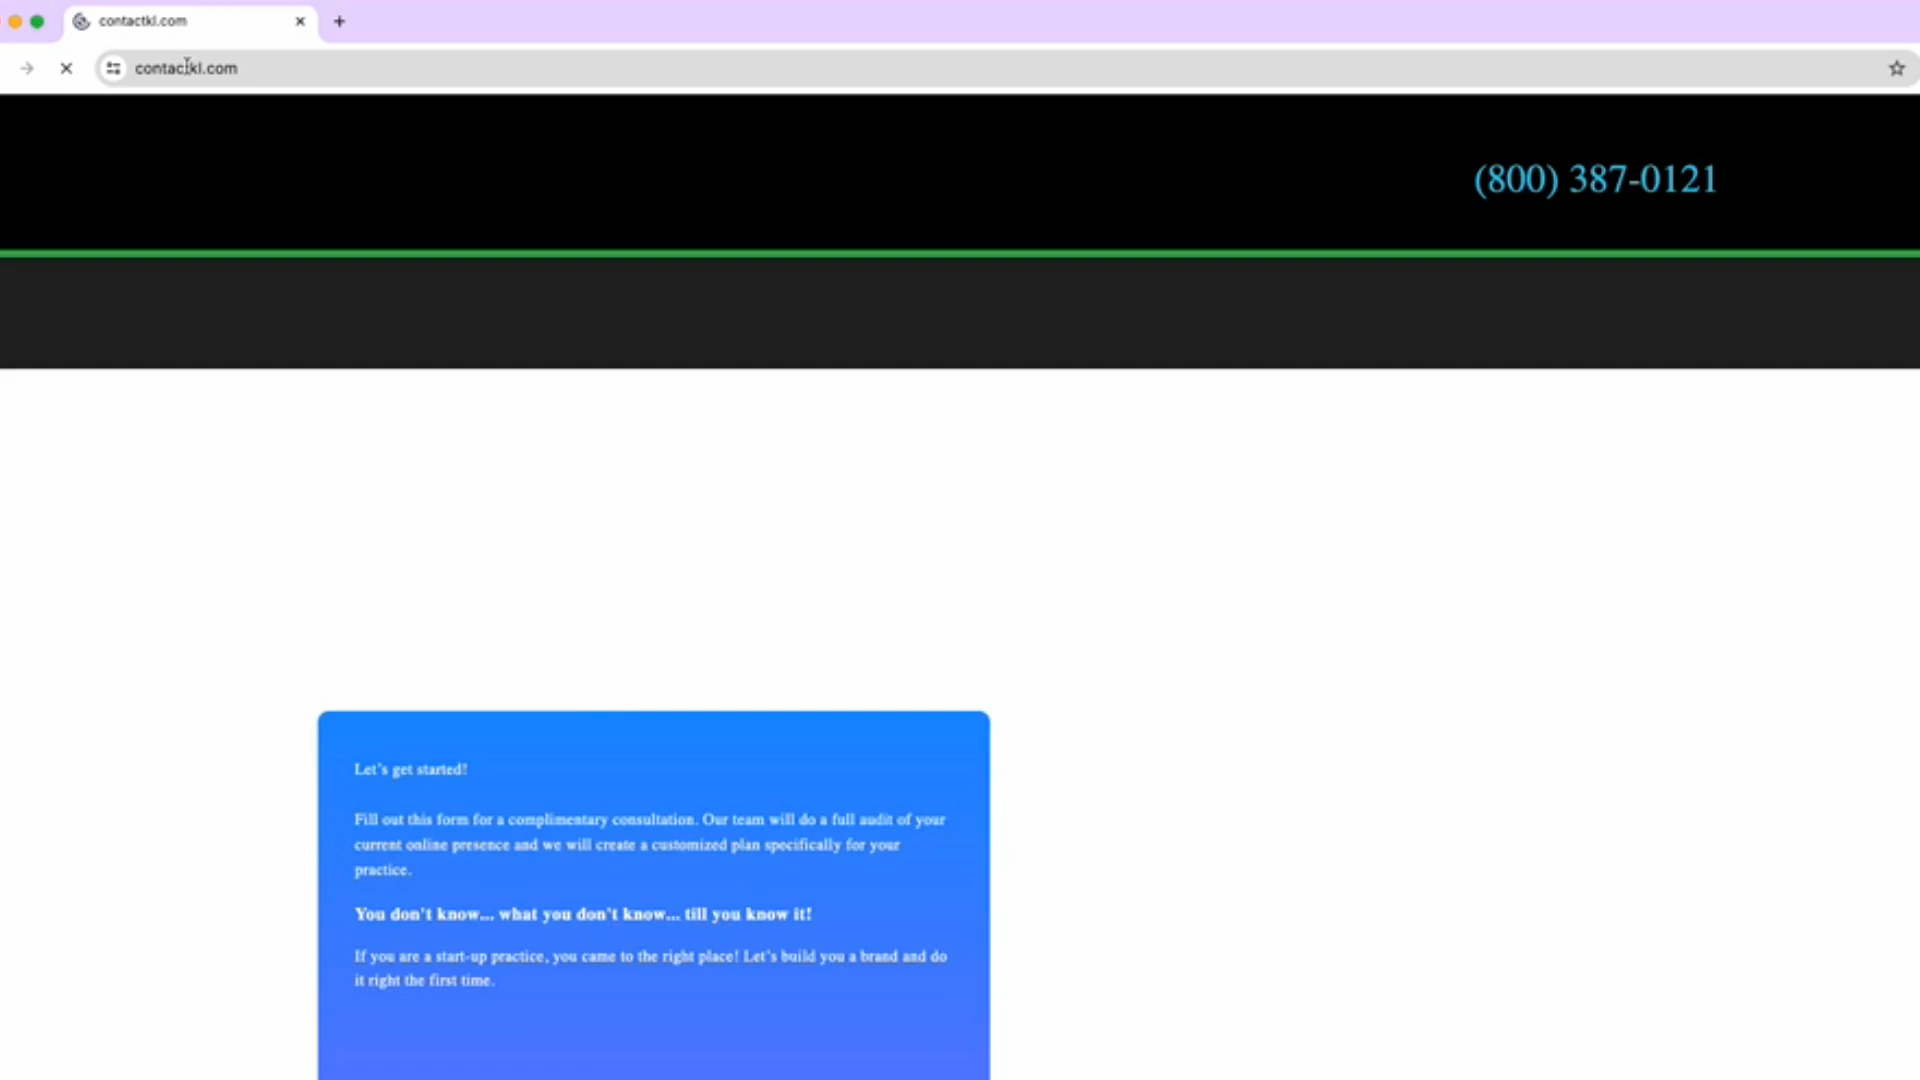 contactkl.com
contactkl.com
(800) 387-0121
Let's get started!
Fill out this form for a complimentary consultation. Our team will do a full audit of your
current online presence and we will create a customized plan specifically for your
practice.
You don't know... what you don't know... till you know it!
If you are a start-up practice, you came to the right place! Let's build you a brand and do
it right the first time.